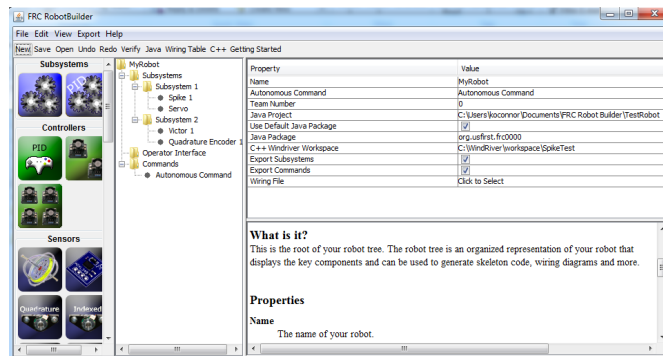 FRC RobotBuilder
File Edit View Export Help
New Save Open Undo Redo Verify Java Wiring Table C++ Getting Started
Subsystems
PID
Controllers
PID
Sensors
Quadrature
Indexed
MyRobot
Subsystems
Subsystem 1
Spike 1
Servo
Subsystem 2
Victor 1
Quadrature Encoder 1
Operator Interface
Commands
Autonomous Command
Property Value
Name MyRobot
Autonomous Command Autonomous Command
Team Number 0
Java Project C:\Users\koconnor\Documents\FRC Robot Builder\TestRobot
Use Default Java Package
Java Package org.usfirst.frc0000
C++ Windriver Workspace C:\WindRiver\workspace\SpikeTest
Export Subsystems
Export Commands
Wiring File Click to Select
What is it?
This is the root of your robot tree. The robot tree is an organized representation of your robot that
displays the key components and can be used to generate skeleton code, wiring diagrams and more.
Properties
Name
The name of your robot.